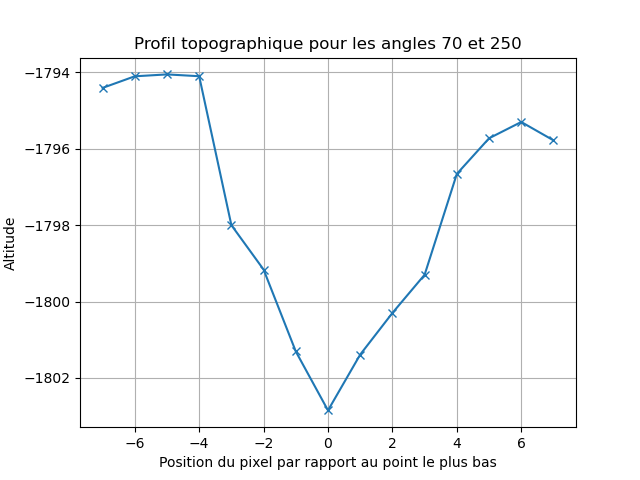 Profil topographique pour les angles 70 et 250
−1794
−1796
−1798
−1800
−1802
Altitude
−6 −4 −2 0 2 4 6
Position du pixel par rapport au point le plus bas